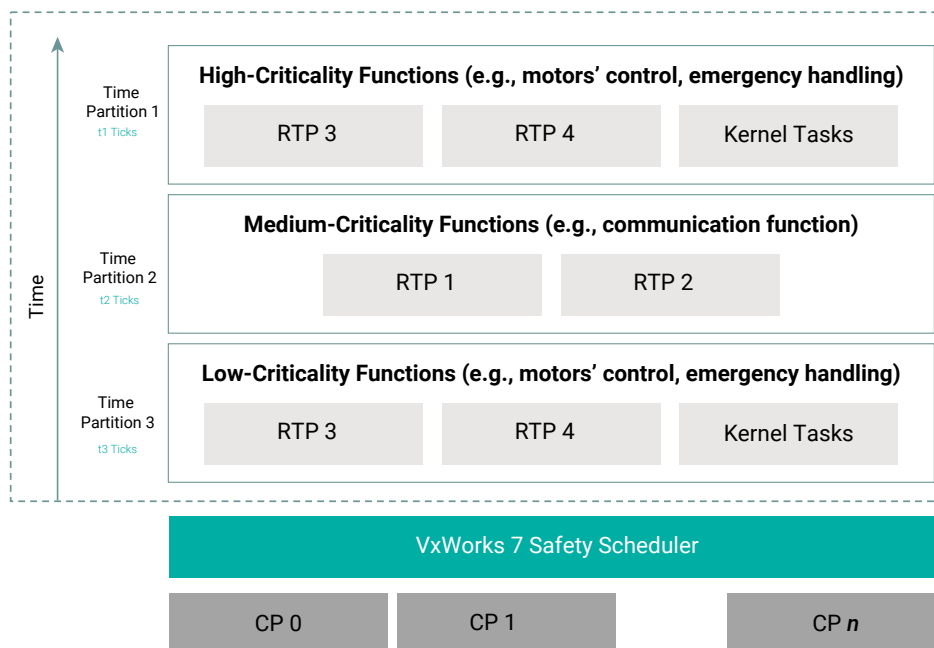 High-Criticality Functions (e.g., motors’ control, emergency handling)
Time
Partition 1
t1 Ticks
RTP 3
RTP 4
Kernel Tasks
Medium-Criticality Functions (e.g., communication function)
Time
Partition 2
t2 Ticks
RTP 1
RTP 2
Time
Low-Criticality Functions (e.g., motors’ control, emergency handling)
Time
Partition 3
t3 Ticks
RTP 3
RTP 4
Kernel Tasks
VxWorks 7 Safety Scheduler
CP 0
CP 1
CP n